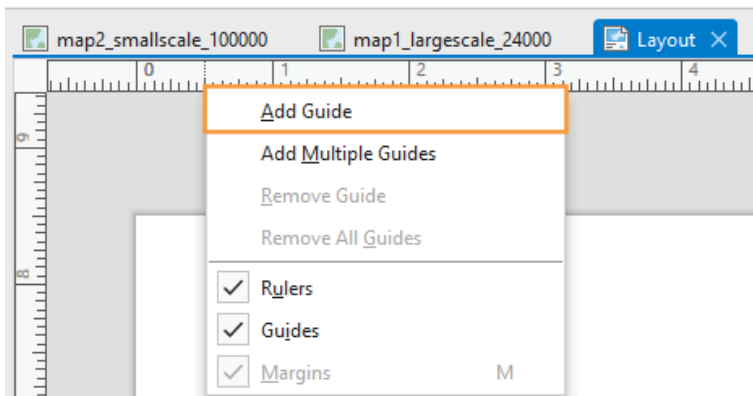 map2_smallscale_100000 map1_largescale_24000 Layout
0 1 2 3 4
Add Guide
9
Add Multiple Guides
Remove Guide
Remove All Guides
8
Rulers
Guides
Margins M